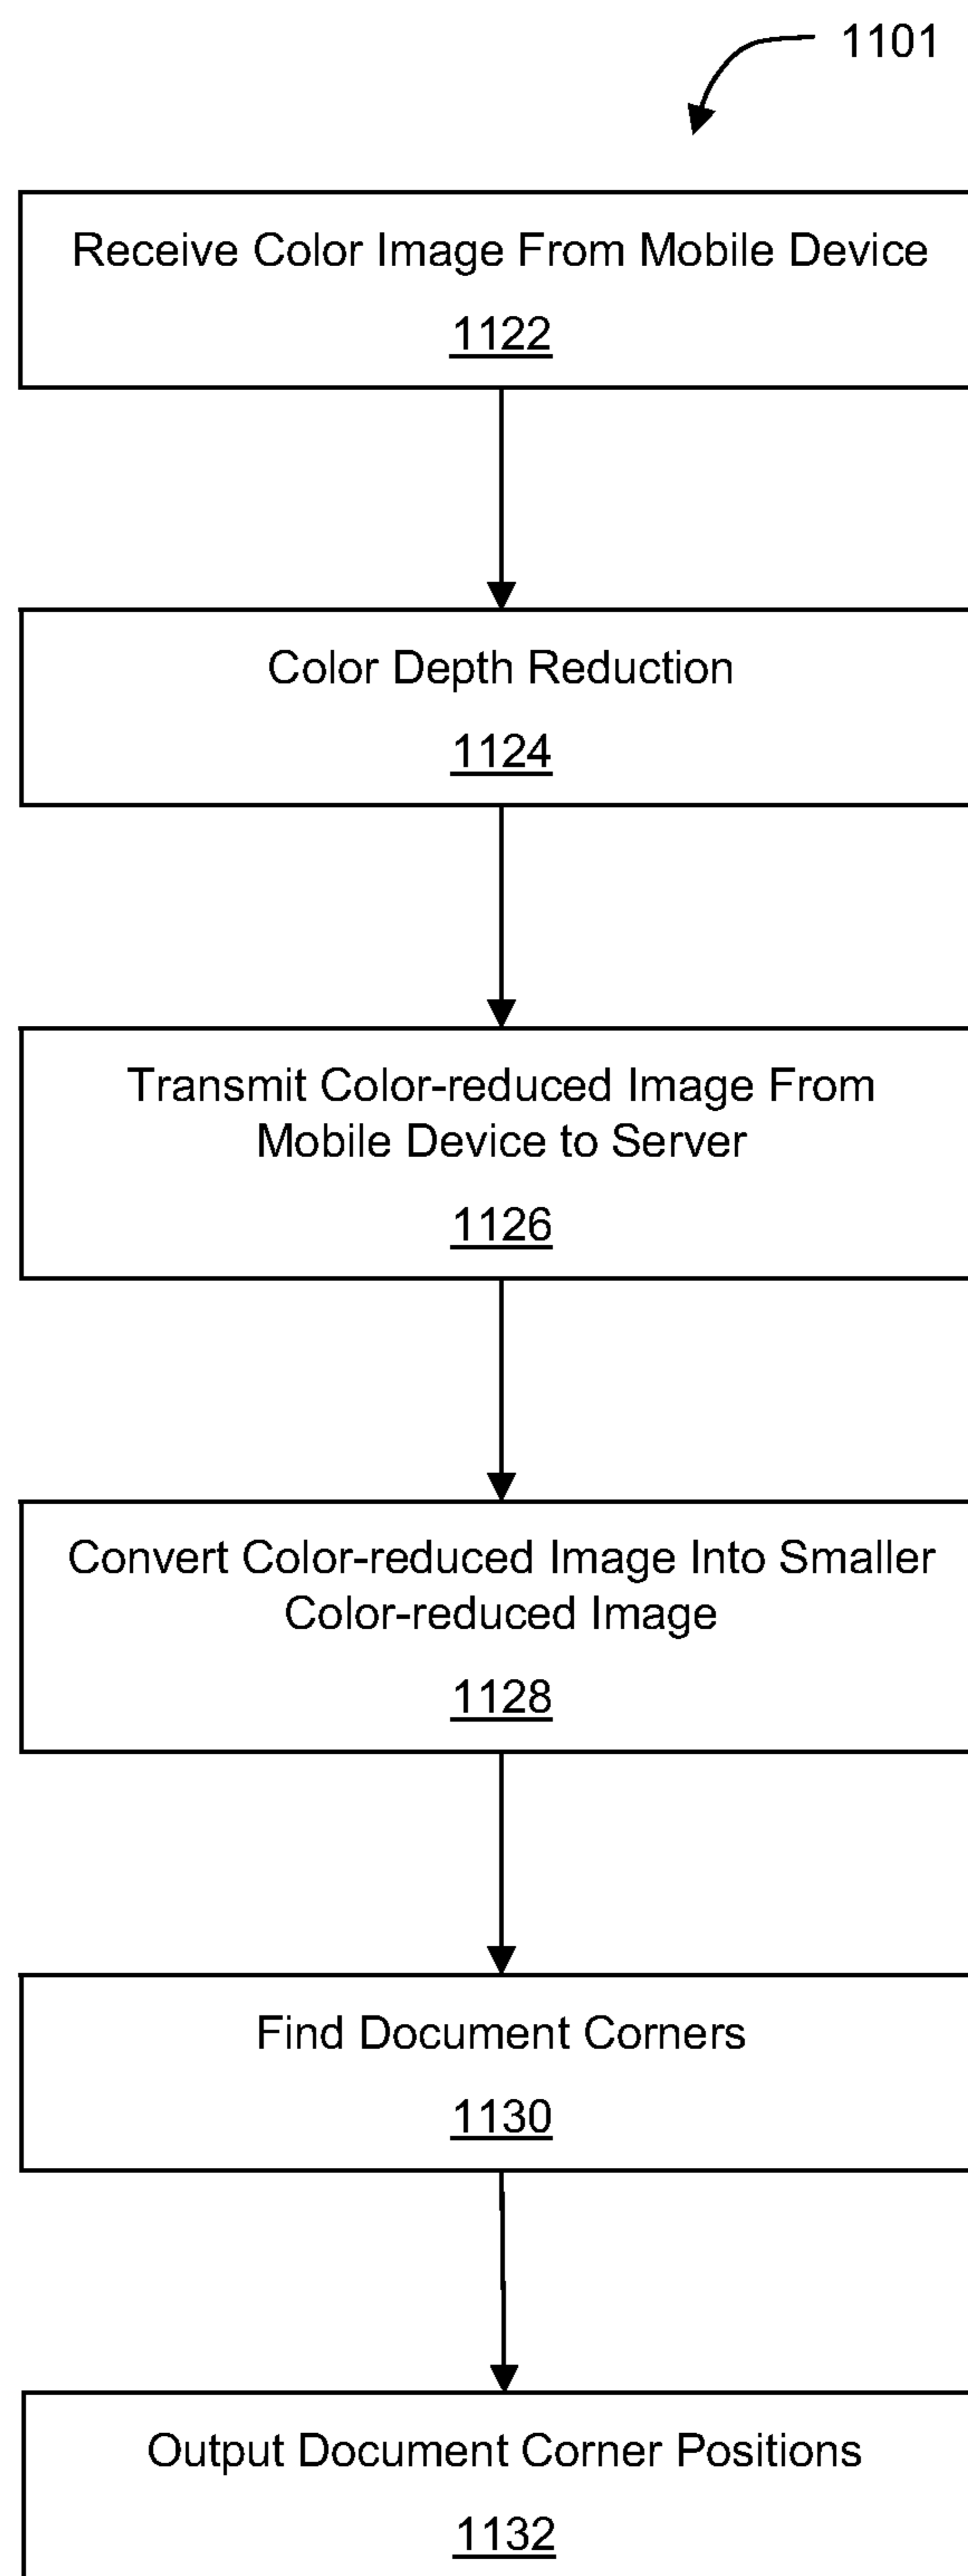 1101
Receive Color Image From Mobile Device
1122
Color Depth Reduction
1124
Transmit Color-reduced Image From
Mobile Device to Server
1126
Convert Color-reduced Image Into Smaller
Color-reduced Image
1128
Find Document Corners
1130
Output Document Corner Positions
1132